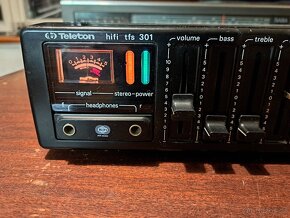 Teleton hifi tfs 301
volume bass treble
signal stereo-power
headphones